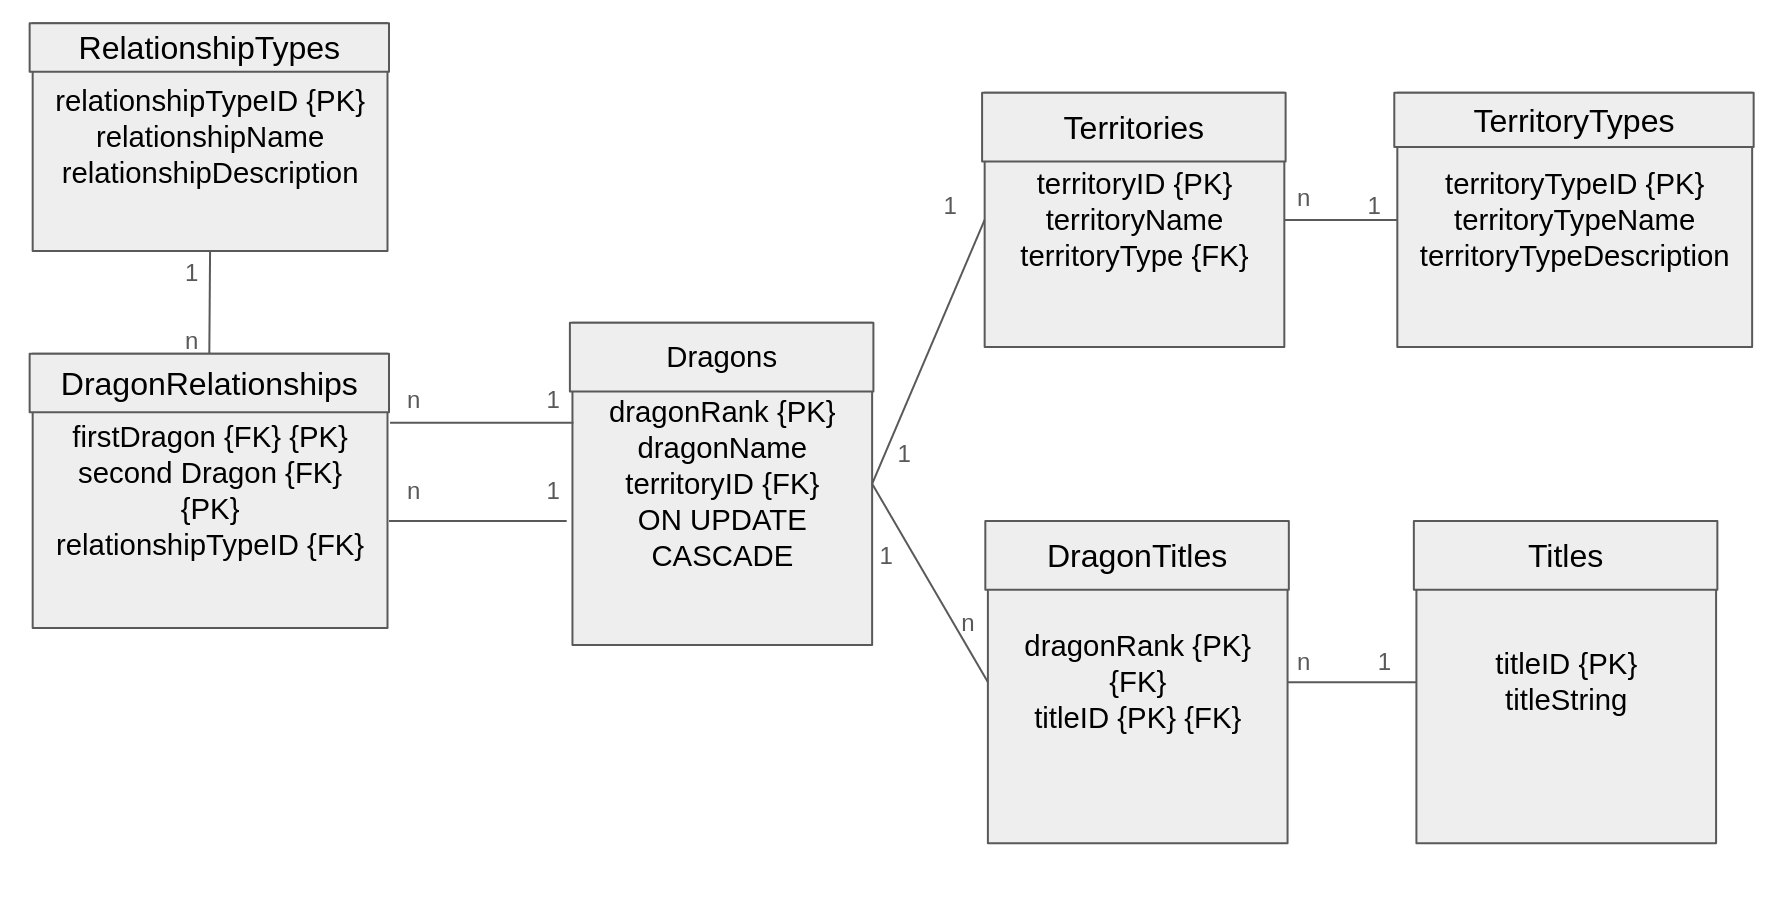 RelationshipTypes
relationshipTypeID {PK}
relationshipName
relationshipDescription
1
n
DragonRelationships
firstDragon {FK} {PK}
second Dragon {FK}
{PK}
relationshipTypeID {FK}
n
1
n
1
Dragons
dragonRank {PK}
dragonName
territoryID {FK}
ON UPDATE
CASCADE
1
1
Territories
territoryID {PK}
territoryName
territoryType {FK}
n
1
TerritoryTypes
territoryTypeID {PK}
territoryTypeName
territoryTypeDescription
1
n
DragonTitles
dragonRank {PK}
{FK}
titleID {PK} {FK}
n
1
Titles
titleID {PK}
titleString